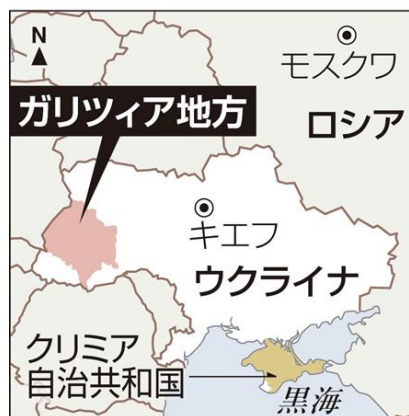 N
モスクワ
ガリツィア地方
ロシア
キエフ
ウクライナ
クリミア
自治共和国
黒海